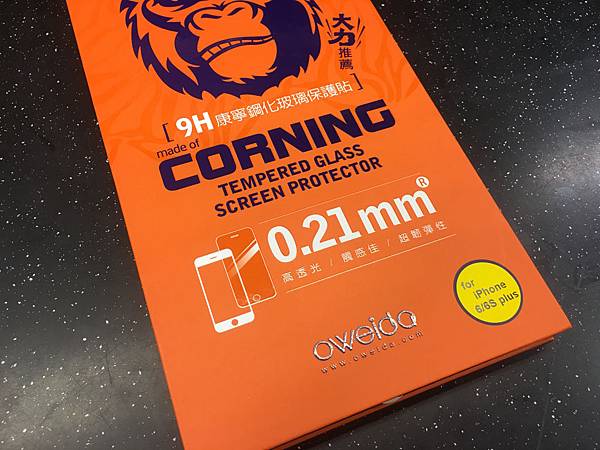 大力推薦
[ 9H 康寧鋼化玻璃保護貼 ]
made of
CORNING
TEMPERED GLASS
SCREEN PROTECTOR
0.21mm®
高透光 / 觸感佳 / 超韌彈性
for
iPhone
6/6S plus
oweida
www.oweida.com